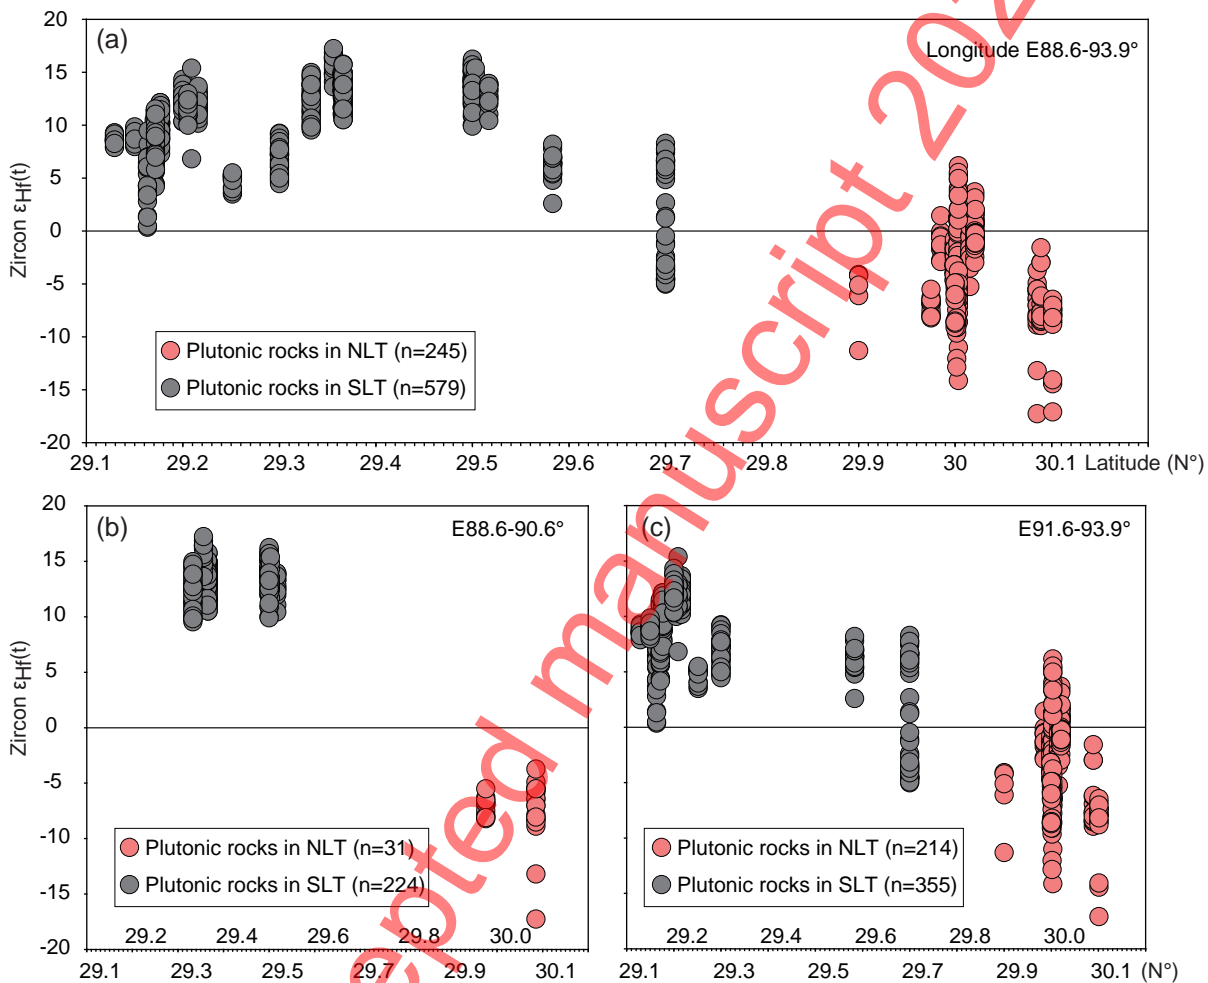 20
15
10
5
0
-5
-10
-15
-20
Zircon εHf(t)
(a)
Longitude E88.6-93.9°
Plutonic rocks in NLT (n=245)
Plutonic rocks in SLT (n=579)
29.1 29.2 29.3 29.4 29.5 29.6 29.7 29.8 29.9 30 30.1 Latitude (N°)
20
15
10
5
0
-5
-10
-15
-20
Zircon εHf(t)
(b)
E88.6-90.6°
Plutonic rocks in NLT (n=31)
Plutonic rocks in SLT (n=224)
29.2 29.4 29.6 29.8 30.0
29.1 29.3 29.5 29.7 29.9 30.1
(c)
E91.6-93.9°
Plutonic rocks in NLT (n=214)
Plutonic rocks in SLT (n=355)
29.2 29.4 29.6 29.8 30.0
29.1 29.3 29.5 29.7 29.9 30.1 (N°)
epted manuscript 202